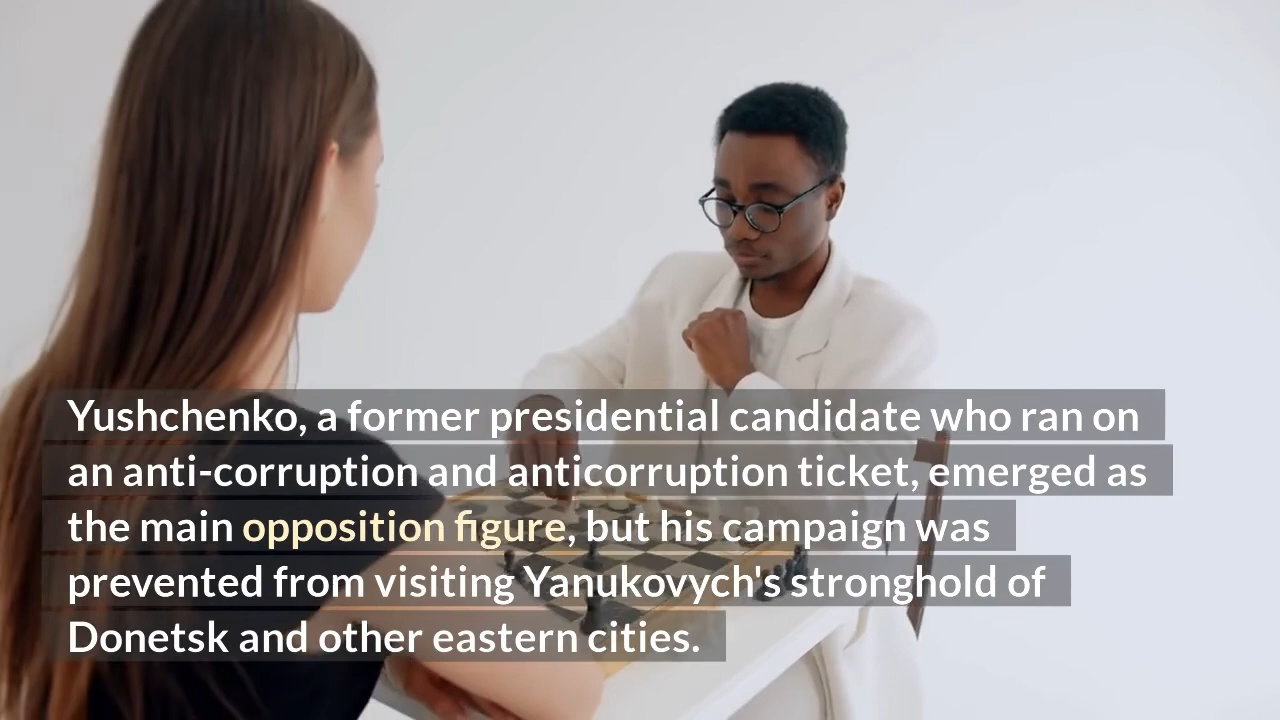 Yushchenko, a former presidential candidate who ran on
an anti-corruption and anticorruption ticket, emerged as
the main opposition figure, but his campaign was
prevented from visiting Yanukovych's stronghold of
Donetsk and other eastern cities.